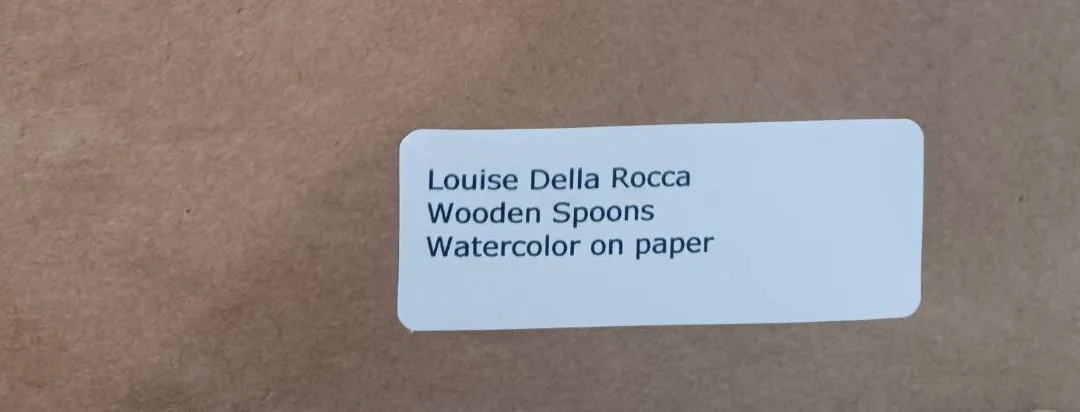 Louise Della Rocca
Wooden Spoons
Watercolor on paper